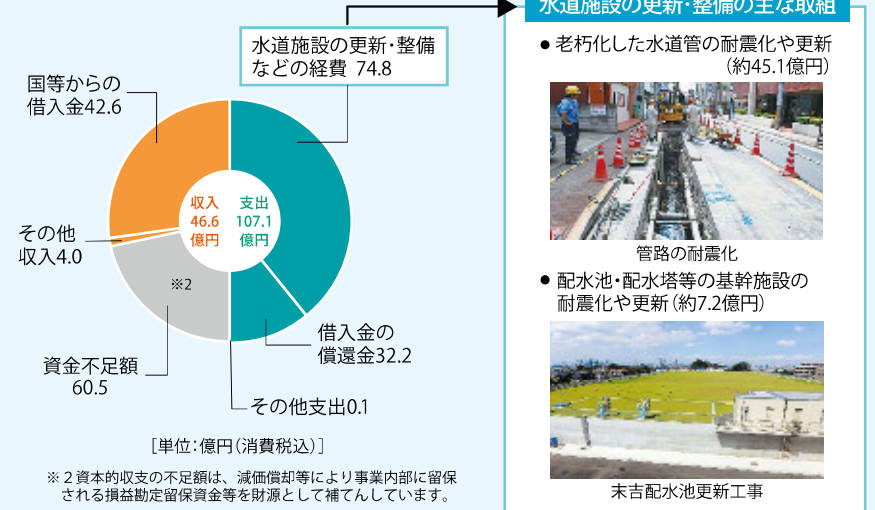 水道施設の更新・整備の主な取組
水道施設の更新・整備
などの経費 74.8
国等からの
借入金42.6
収入
46.6
億円
支出
107.1
億円
その他
収入4.0
※2
資金不足額
60.5
借入金の
償還金32.2
その他支出0.1
［単位：億円（消費税込）］
※２資本的収支の不足額は、減価償却等により事業内部に留保
される損益勘定留保資金等を財源として補てんしています。
● 老朽化した水道管の耐震化や更新
（約45.1億円）
管路の耐震化
● 配水池・配水塔等の基幹施設の
耐震化や更新（約7.2億円）
末吉配水池更新工事